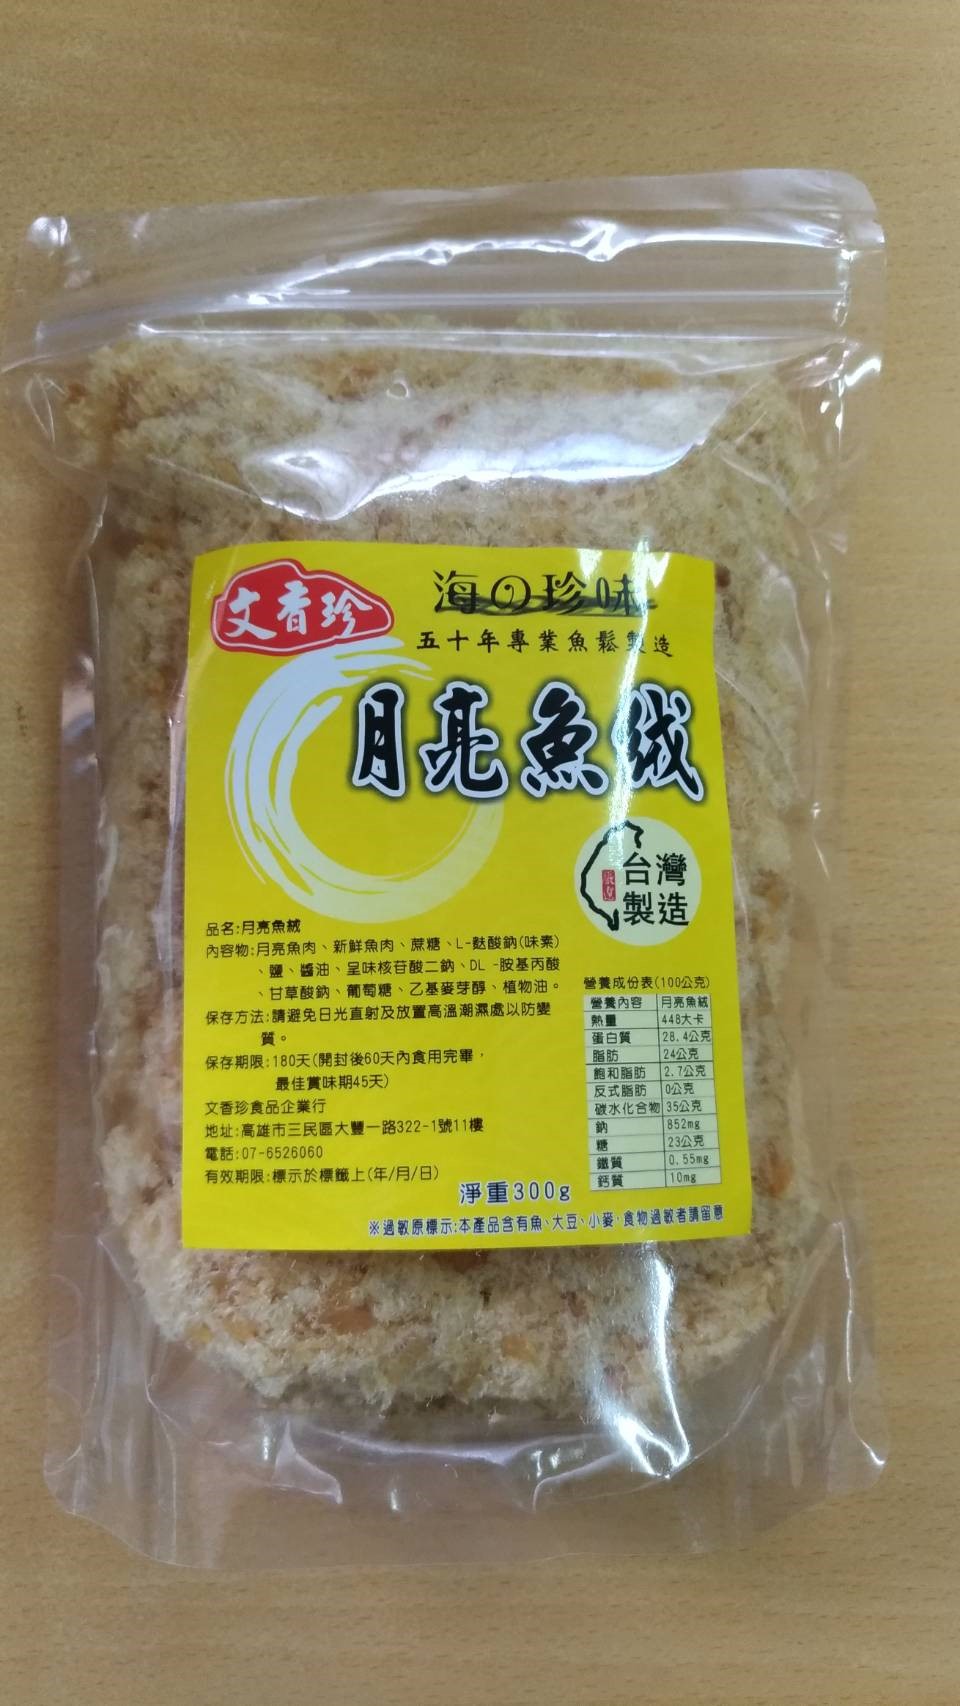 文香珍
海の珍味
五十年專業魚鬆製造
月亮魚絨
台灣
製造
品名:月亮魚絨
內容物:月亮魚肉、新鮮魚肉、蔗糖、L-麩酸鈉(味素)
、鹽、醬油、呈味核苷酸二鈉、DL -胺基丙酸
、甘草酸鈉、葡萄糖、乙基麥芽醇、植物油。
保存方法:請避免日光直射及放置高溫潮濕處以防變
質。
保存期限:180天(開封後60天內食用完畢,
最佳賞味期45天)
文香珍食品企業行
地址:高雄市三民區大豐一路322-1號11樓
電話:07-6526060
有效期限:標示於標籤上(年/月/日)
營養成份表(100公克)
營養內容 月亮魚絨
熱量 448大卡
蛋白質 28.4公克
脂肪 24公克
飽和脂肪 2.7公克
反式脂肪 0公克
碳水化合物 35公克
鈉 852mg
糖 23公克
鐵質 0.55mg
鈣質 10mg
淨重300g
※過敏原標示:本產品含有魚、大豆、小麥,食物過敏者請留意